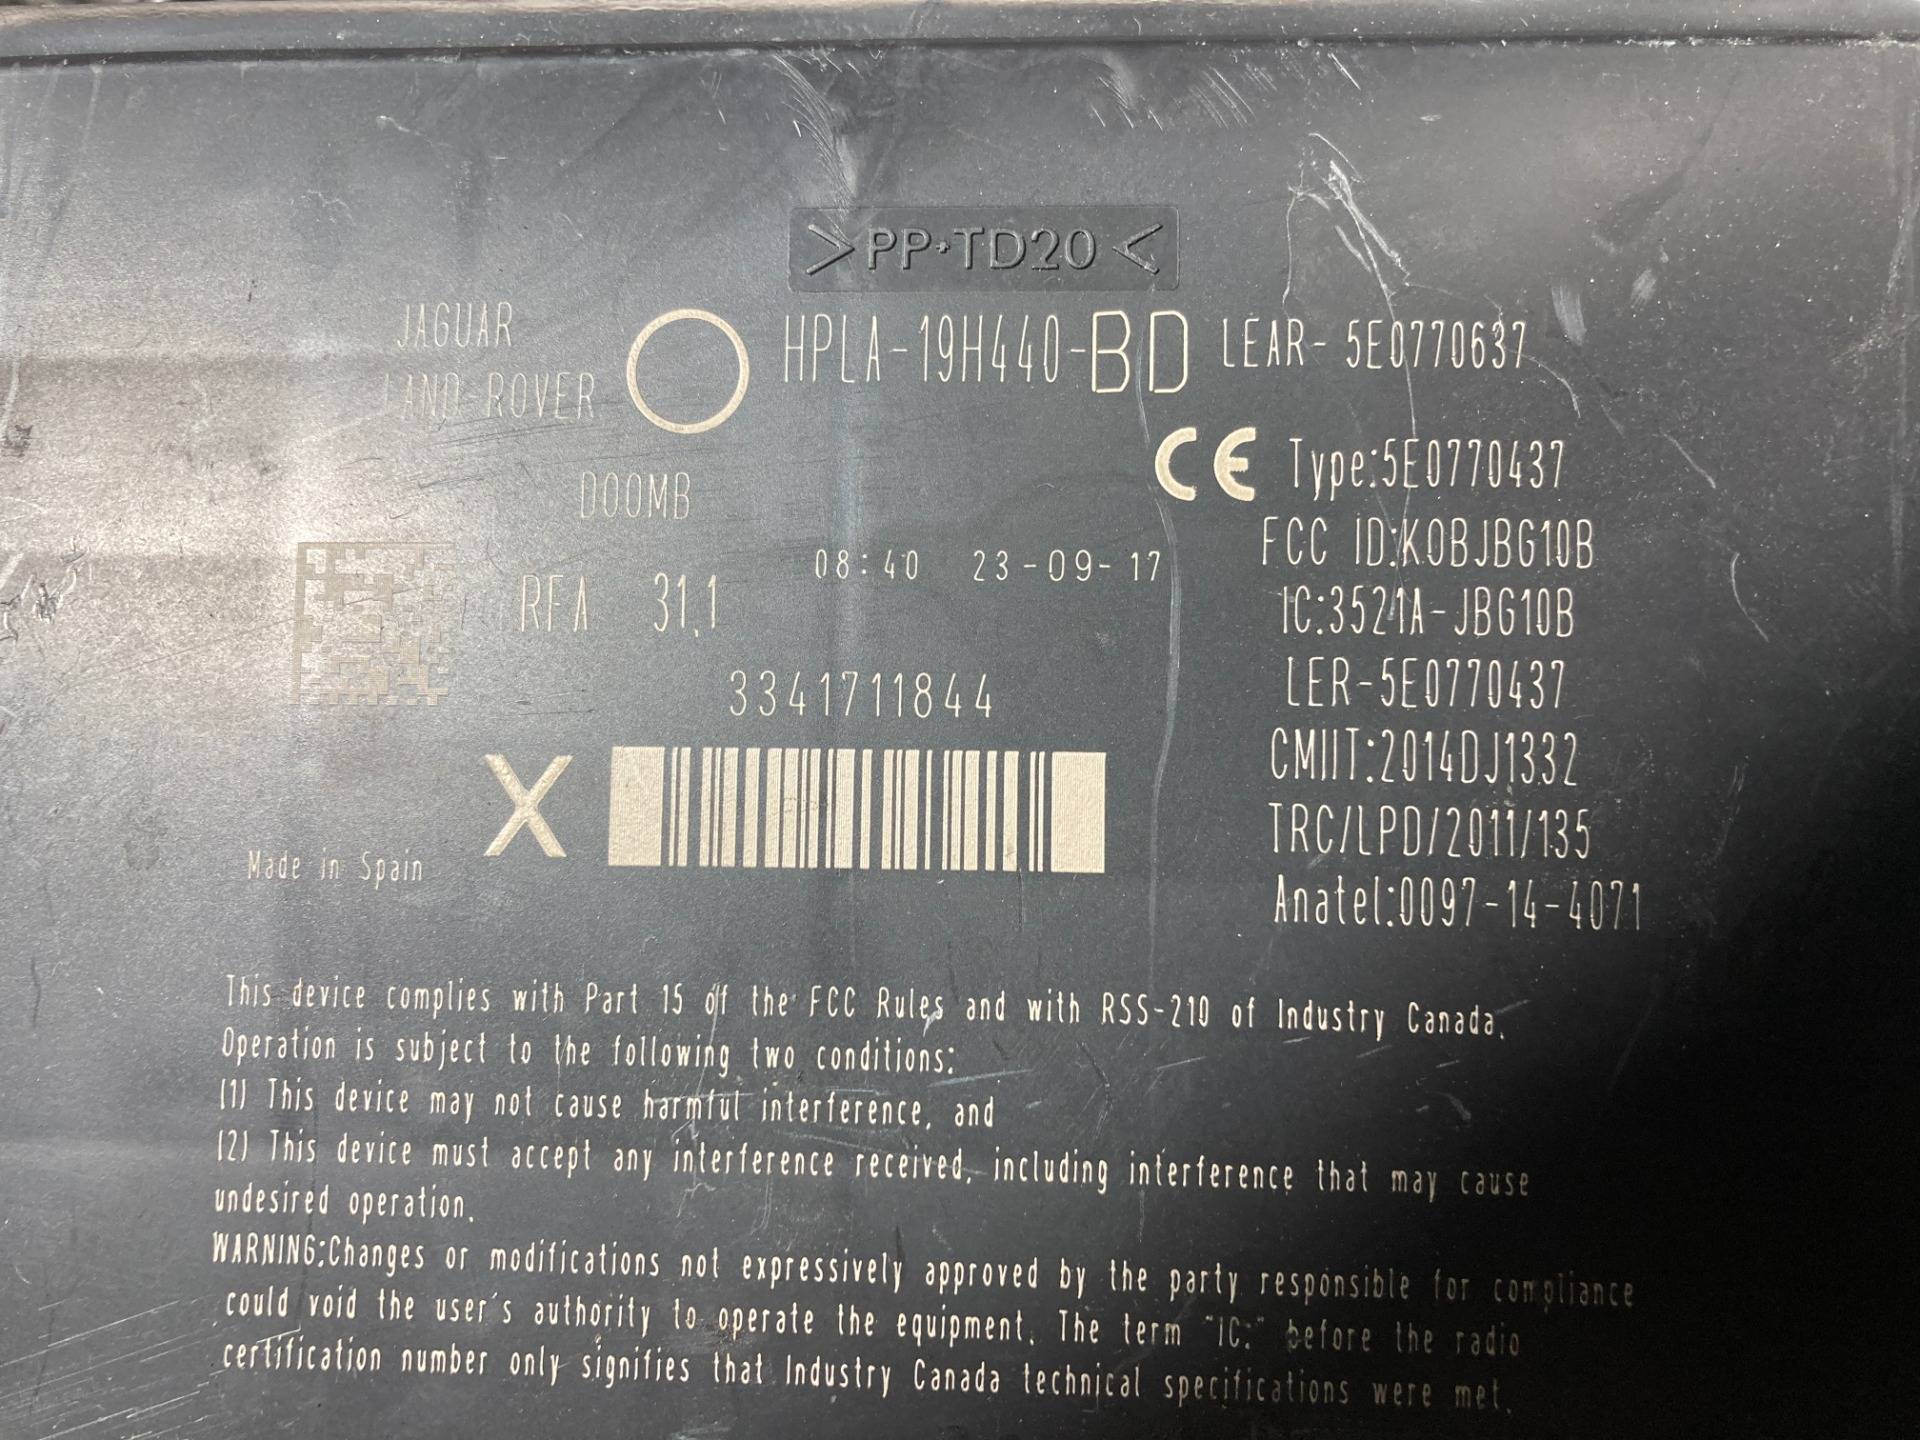 >PP-TD20<
JAGUAR
LAND-ROVER
HPLA-19H440-BD
LEAR-5E0770637
CE Type:5E0770437
D00MB
08:40 23-09-17
FCC ID:KOBJBG10B
RFA 31.1
IC:3521A-JBG10B
3341711844
LER-5E0770437
CMIIT:2014DJ1332
X
TRC/LPD/2011/135
Made in Spain
Anatel:0097-14-4071
This device complies with Part 15 of the FCC Rules and with RSS-210 of Industry Canada.
Operation is subject to the following two conditions:
(1) This device may not cause harmful interference, and
(2) This device must accept any interference received, including interference that may cause
undesired operation.
WARNING:Changes or modifications not expressively approved by the party responsible for compliance
could void the user's authority to operate the equipment. The term "IC:" before the radio
certification number only signifies that Industry Canada technical specifications were met.